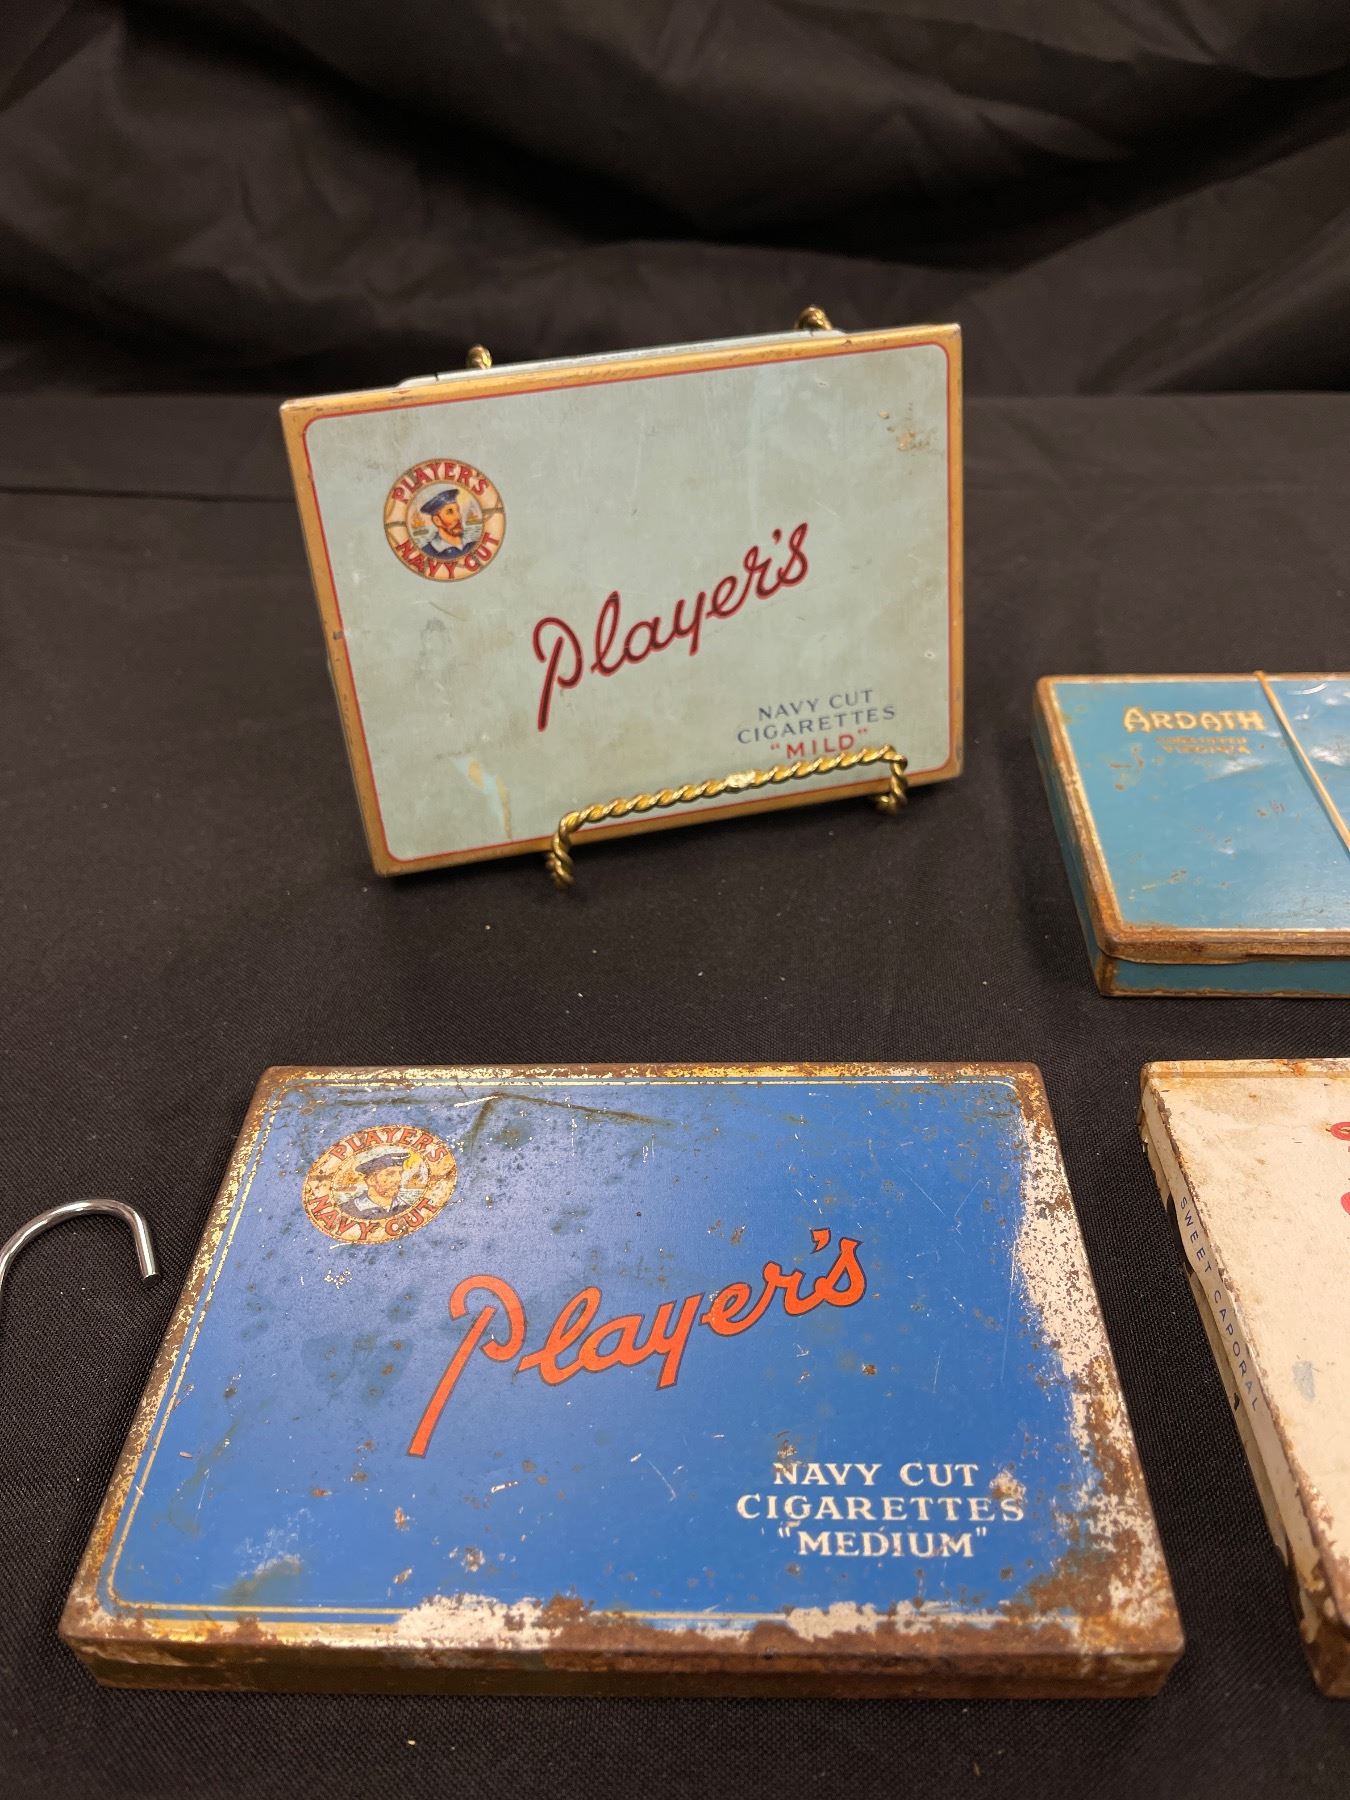 PLAYER'S
NAVY CUT
Player's
NAVY CUT
CIGARETTES
"MILD"
ARDATH
VIRGINIA
PLAYER'S
NAVY CUT
Player's
NAVY CUT
CIGARETTES
"MEDIUM"
SWEET CAPORAL